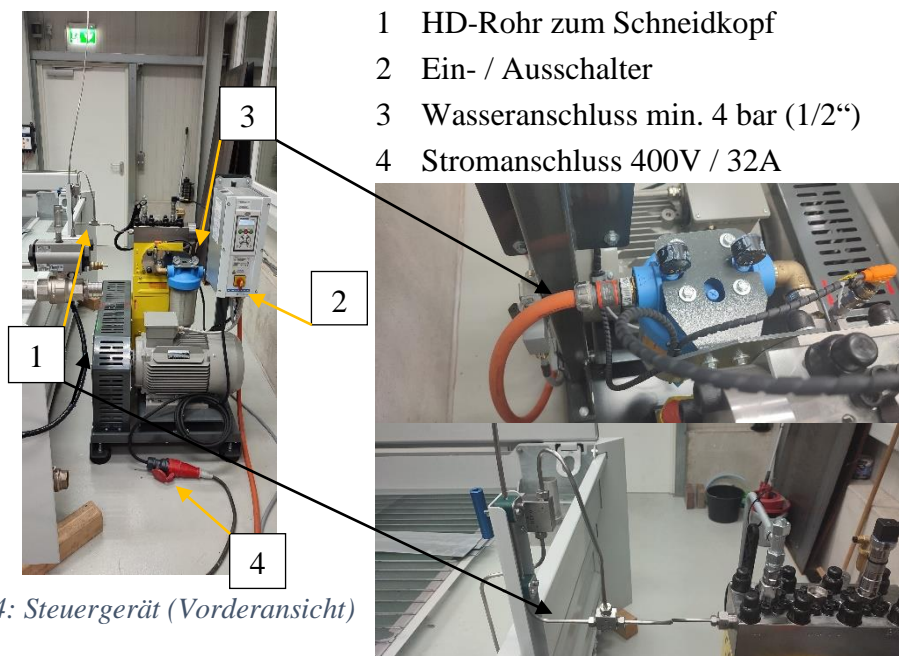 1 HD-Rohr zum Schneidkopf
2 Ein- / Ausschalter
3 Wasseranschluss min. 4 bar (1/2“)
4 Stromanschluss 400V / 32A
3
2
1
4
4: Steuergerät (Vorderansicht)